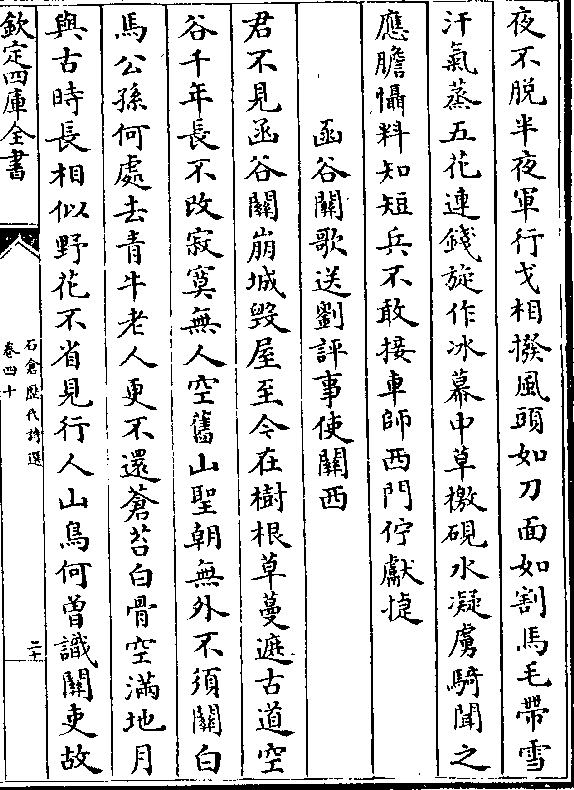 夜不脱半夜軍行戈相撥風頭如刀面如割馬毛帶雪
汗氣蒸五花連錢旋作冰幕中草檄硯水凝虜騎聞之
應膽懾料知短兵不敢接車師西門佇獻捷
函谷關歌送劉評事使關西
君不見函谷關崩城毀屋至今在樹根草蔓遮古道空
谷千年長不改寂寞無人空舊山聖朝無外不須關白
馬公孫何處去青牛老人更不還蒼苔白骨空滿地月
與古時長相似野花不省見行人山鳥何曾識關吏故
欽定四庫全書
石倉歷代詩選
卷四十
二十